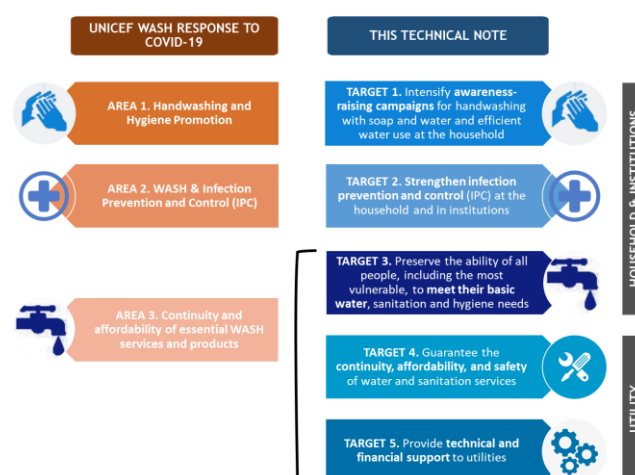 UNICEF WASH RESPONSE TO
COVID-19
THIS TECHNICAL NOTE
AREA 1. Handwashing and
Hygiene Promotion
TARGET 1. Intensify awareness-
raising campaigns for handwashing
with soap and water and efficient
water use at the household
AREA 2. WASH & Infection
Prevention and Control (IPC)
TARGET 2. Strengthen infection
prevention and control (IPC) at the
household and in institutions
AREA 3. Continuity and
affordability of essential WASH
services and products
TARGET 3. Preserve the ability of all
people, including the most
vulnerable, to meet their basic
water, sanitation and hygiene needs
TARGET 4. Guarantee the
continuity, affordability, and safety
of water and sanitation services
TARGET 5. Provide technical and
financial support to utilities
HOUSEHOLD & INSTITUTIONS
UTILITY